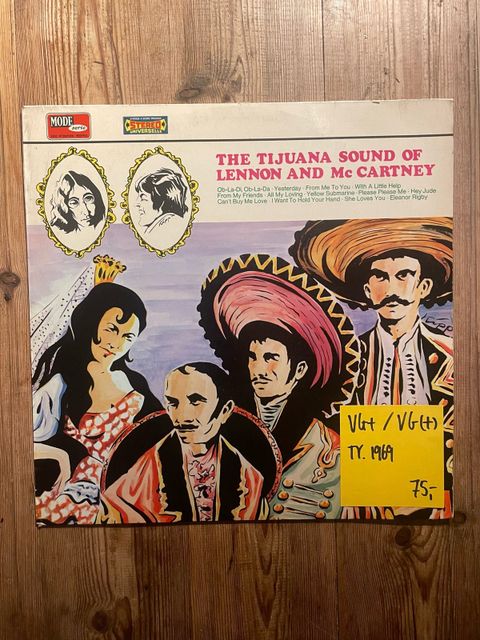 MODE
serie
STEREO
UNIVERSELL
THE TIJUANA SOUND OF
LENNON AND Mc CARTNEY
Ob-La-Di, Ob-La-Da · Yesterday · From Me To You · With A Little Help
From My Friends · All My Loving · Yellow Submarine · Please Please Me · Hey Jude
Can't Buy Me Love · I Want To Hold Your Hand · She Loves You · Eleanor Rigby
VG+ / VG(+)
TY. 1969
75,-